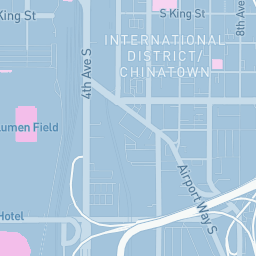 King St
S King St
8th Ave S
INTERNATIONAL
DISTRICT/
CHINATOWN
4th Ave S
umen Field
Airport Way S
Hotel